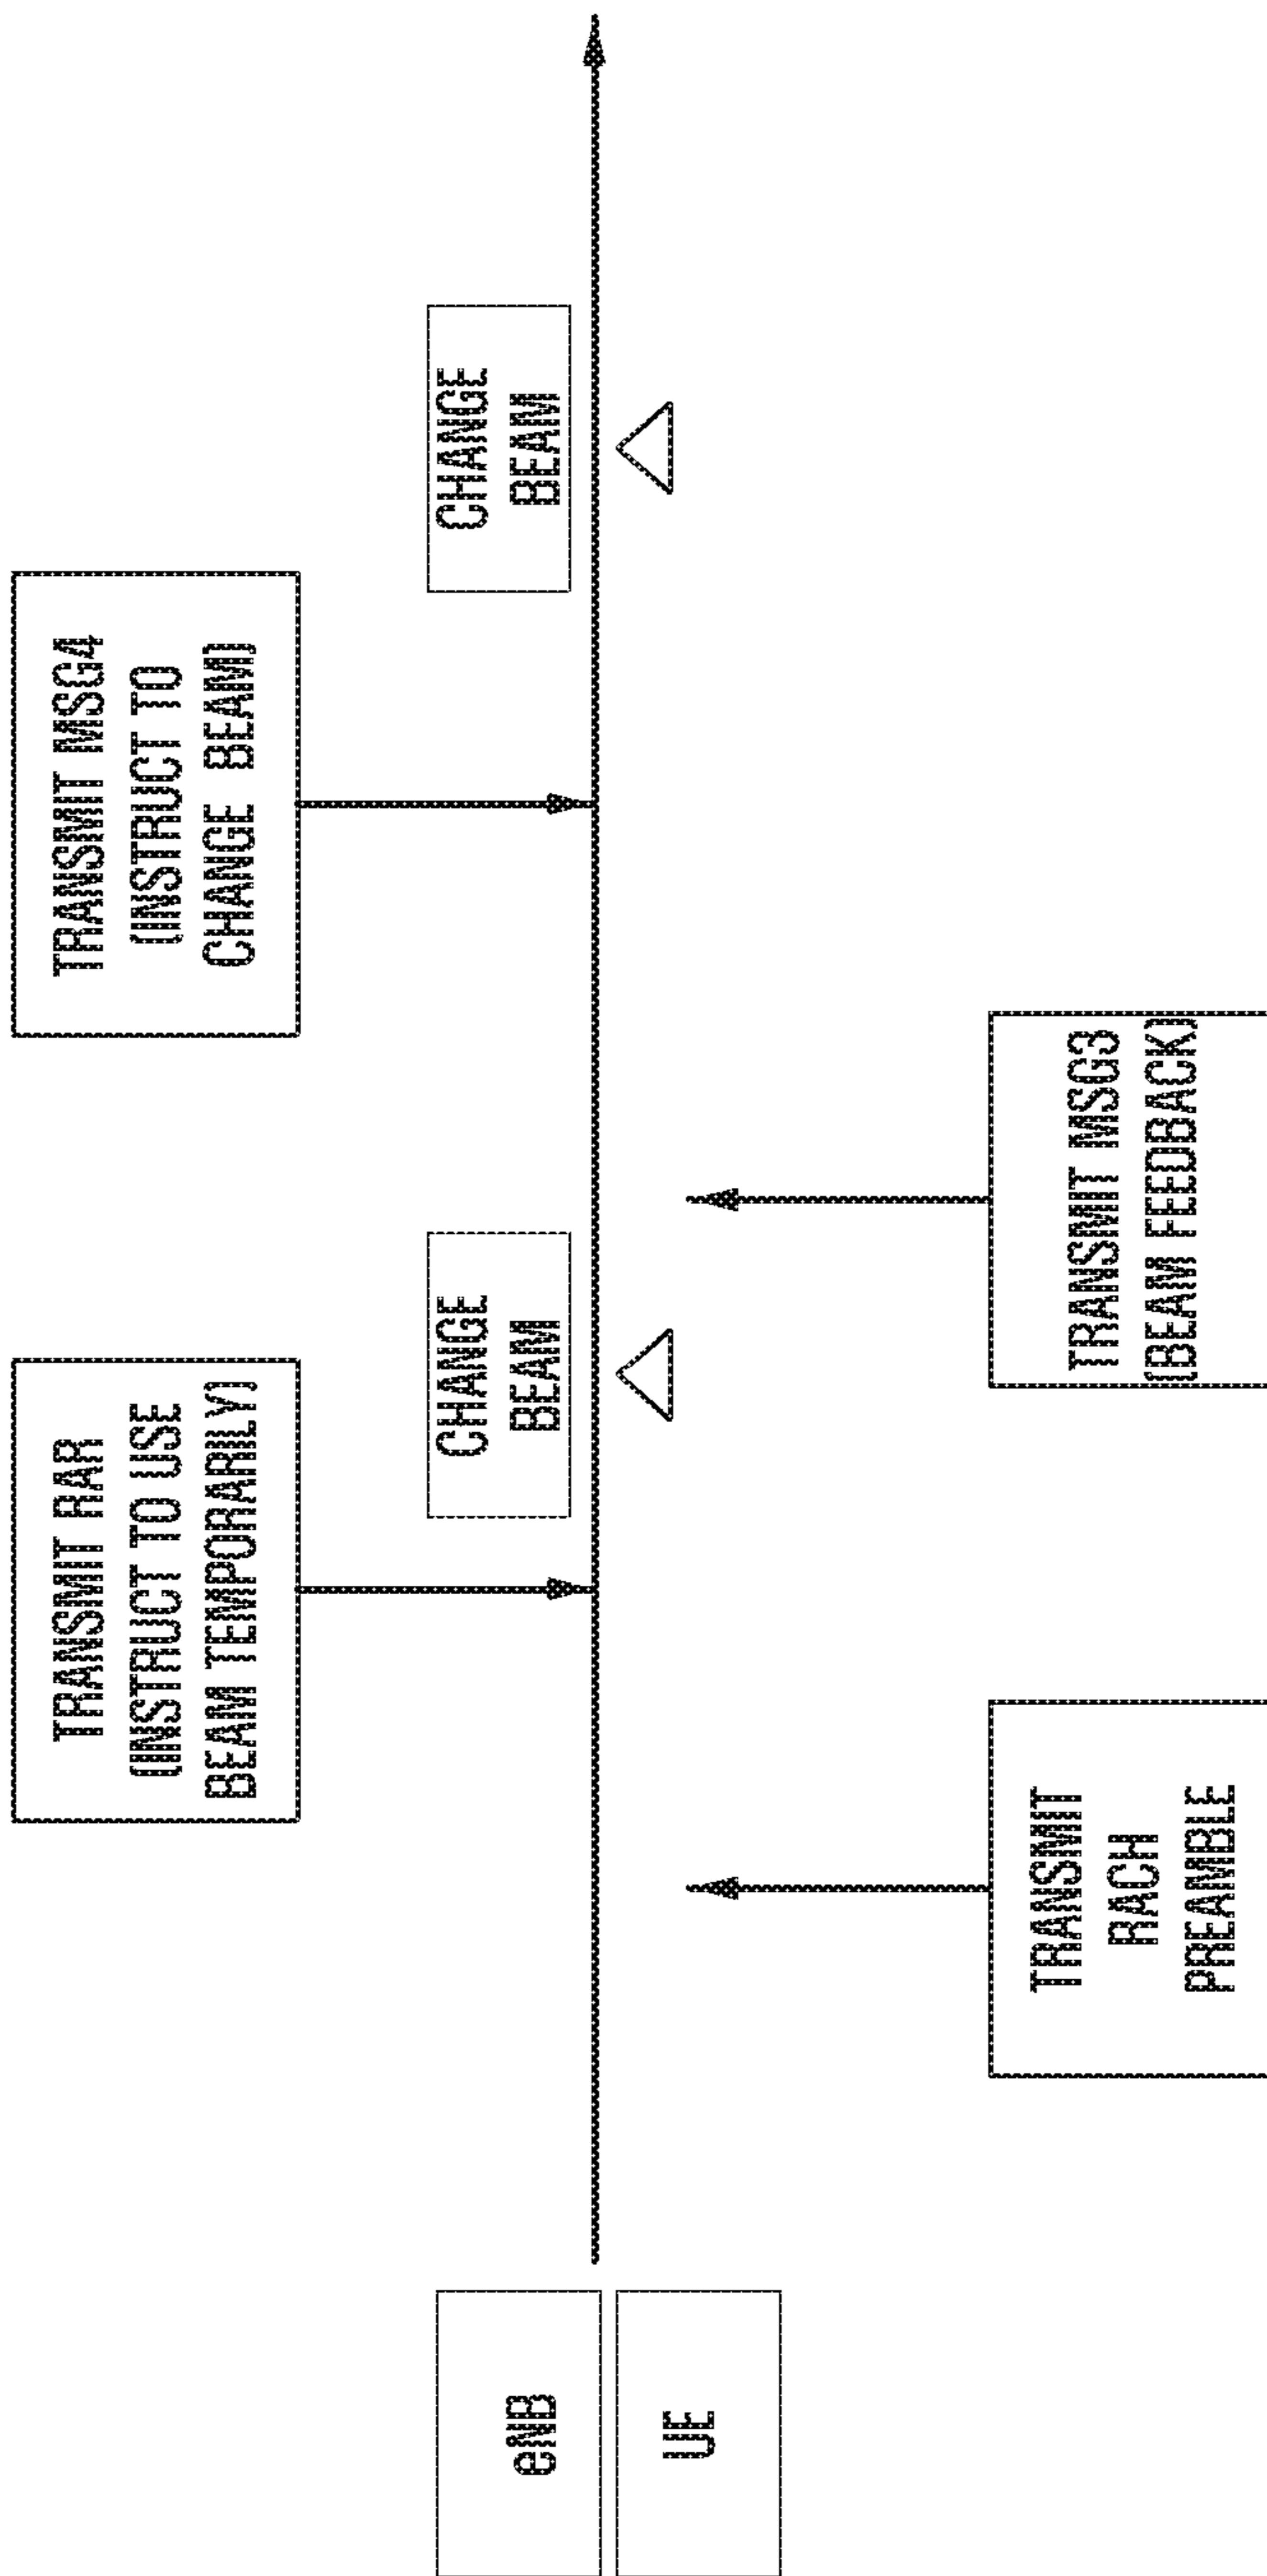 TRANSMIT RAR
(INSTRUCT TO USE
BEAM TEMPORARILY)
TRANSMIT MSG4
(INSTRUCT TO
CHANGE BEAM)
CHANGE
BEAM
CHANGE
BEAM
eNB
UE
TRANSMIT
RACH
PREAMBLE
TRANSMIT MSG3
(BEAM FEEDBACK)